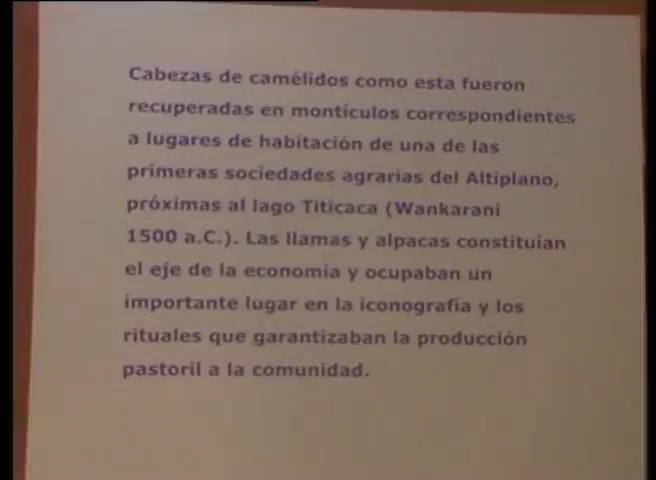 Cabezas de camélidos como esta fueron
recuperadas en montículos correspondientes
a lugares de habitación de una de las
primeras sociedades agrarias del Altiplano,
próximas al lago Titicaca (Wankarani
1500 a.C.). Las llamas y alpacas constituían
el eje de la economía y ocupaban un
importante lugar en la iconografía y los
rituales que garantizaban la producción
pastoril a la comunidad.